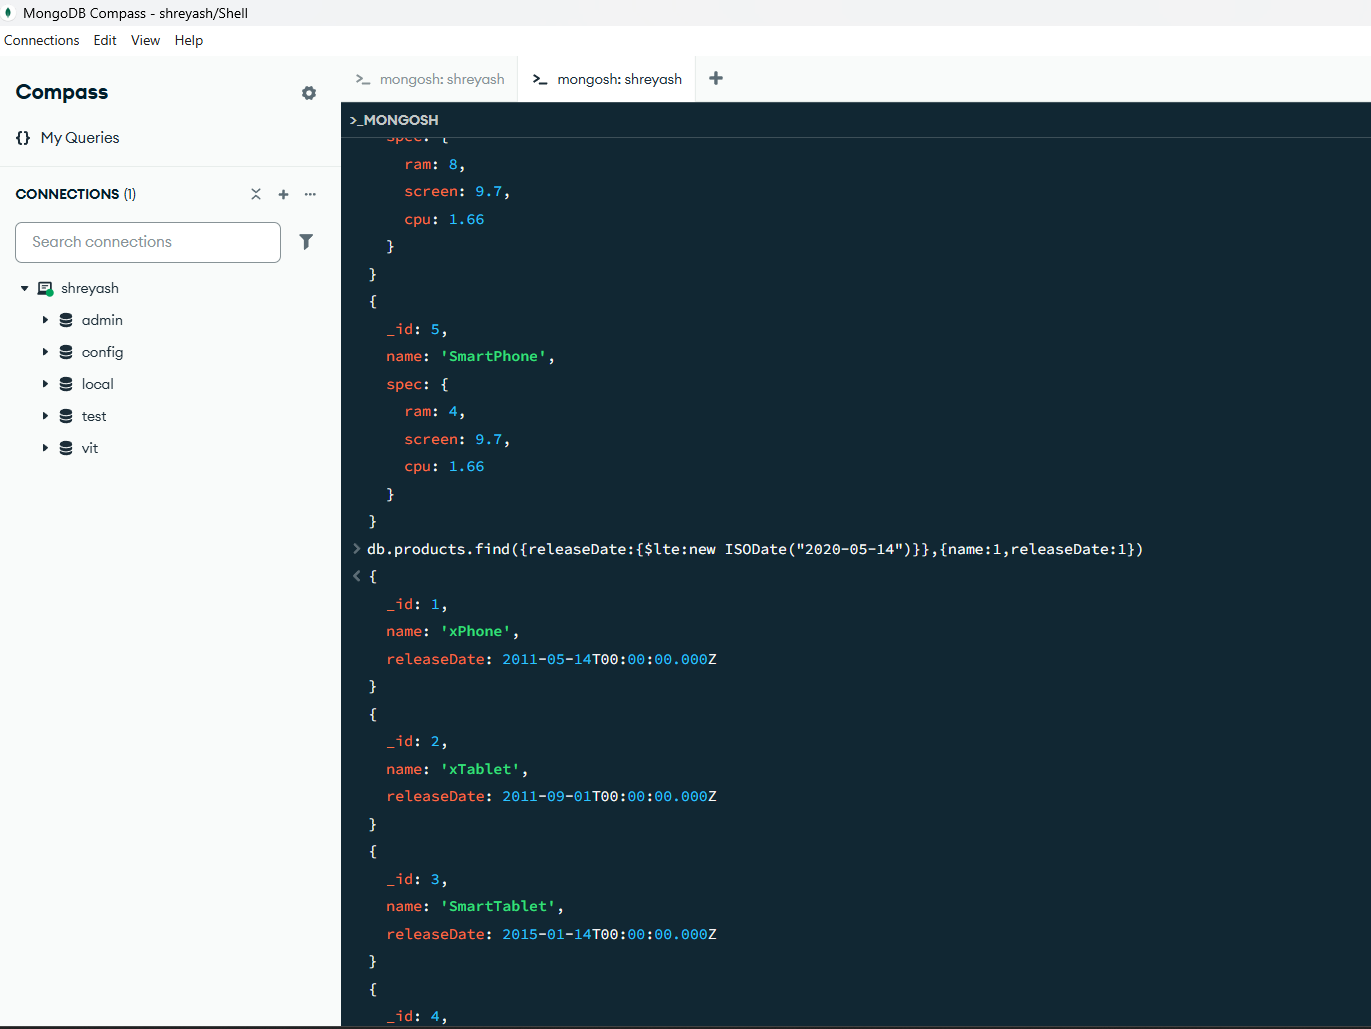 MongoDB Compass - shreyash/Shell
Connections Edit View Help
Compass
{} My Queries
CONNECTIONS (1)
Search connections
shreyash
admin
config
local
test
vit
>_ mongosh: shreyash
>_ mongosh: shreyash +
>_MONGOSH
spec: {
ram: 8,
screen: 9.7,
cpu: 1.66
}
}
{
_id: 5,
name: 'SmartPhone',
spec: {
ram: 4,
screen: 9.7,
cpu: 1.66
}
}
> db.products.find({releaseDate:{$lte:new ISODate("2020-05-14")}},{name:1,releaseDate:1})
< {
_id: 1,
name: 'xPhone',
releaseDate: 2011-05-14T00:00:00.000Z
}
{
_id: 2,
name: 'xTablet',
releaseDate: 2011-09-01T00:00:00.000Z
}
{
_id: 3,
name: 'SmartTablet',
releaseDate: 2015-01-14T00:00:00.000Z
}
{
_id: 4,